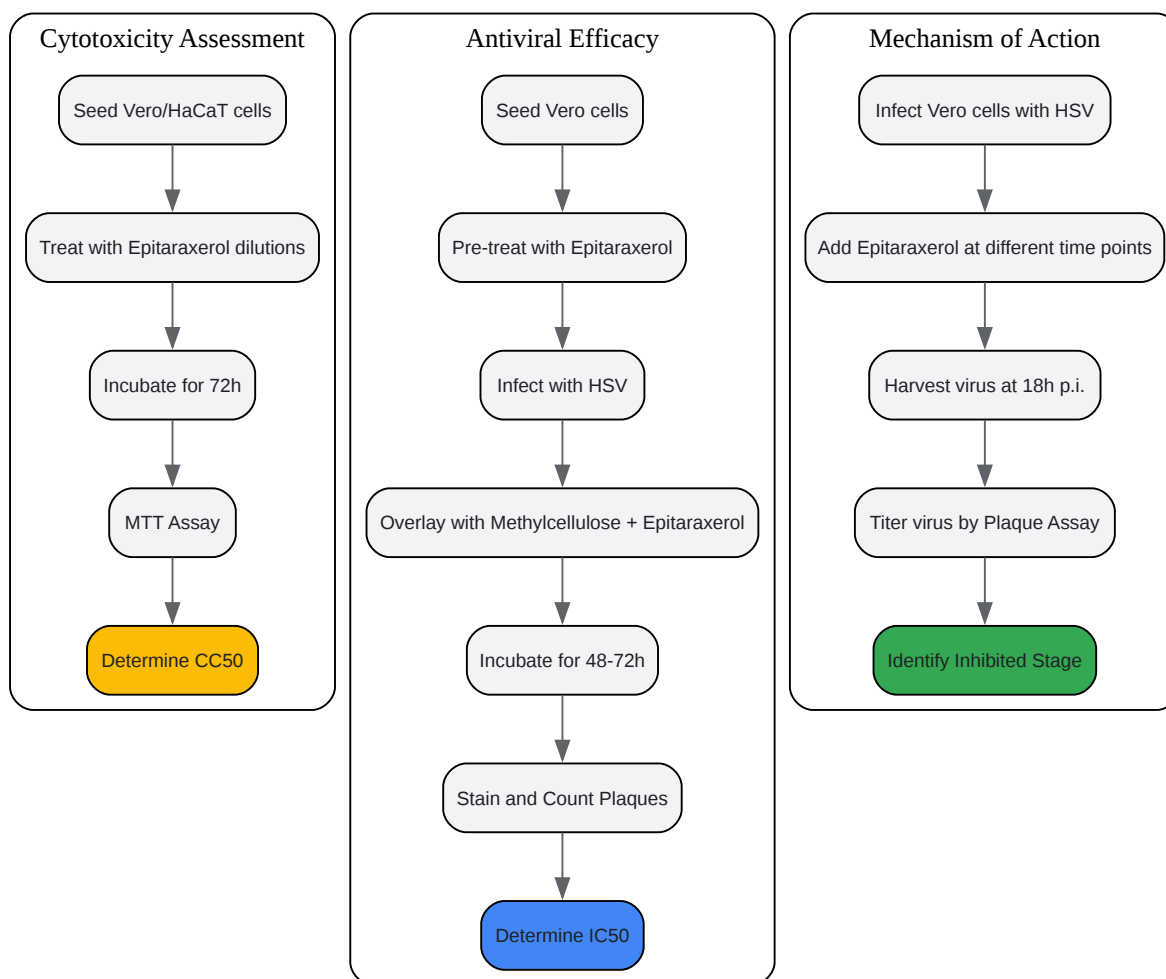 Cytotoxicity Assessment
Seed Vero/HaCaT cells
Treat with Epitaraxerol dilutions
Incubate for 72h
MTT Assay
Determine CC50
Antiviral Efficacy
Seed Vero cells
Pre-treat with Epitaraxerol
Infect with HSV
Overlay with Methylcellulose + Epitaraxerol
Incubate for 48-72h
Stain and Count Plaques
Determine IC50
Mechanism of Action
Infect Vero cells with HSV
Add Epitaraxerol at different time points
Harvest virus at 18h p.i.
Titer virus by Plaque Assay
Identify Inhibited Stage